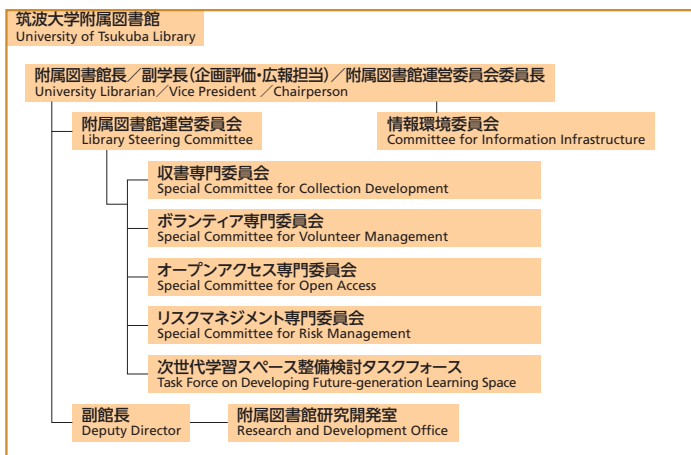 筑波大学附属図書館
University of Tsukuba Library
附属図書館長／副学長（企画評価・広報担当）／附属図書館運営委員会委員長
University Librarian／Vice President ／Chairperson
附属図書館運営委員会
Library Steering Committee
情報環境委員会
Committee for Information Infrastructure
収書専門委員会
Special Committee for Collection Development
ボランティア専門委員会
Special Committee for Volunteer Management
オープンアクセス専門委員会
Special Committee for Open Access
リスクマネジメント専門委員会
Special Committee for Risk Management
次世代学習スペース整備検討タスクフォース
Task Force on Developing Future-generation Learning Space
副館長
Deputy Director
附属図書館研究開発室
Research and Development Office